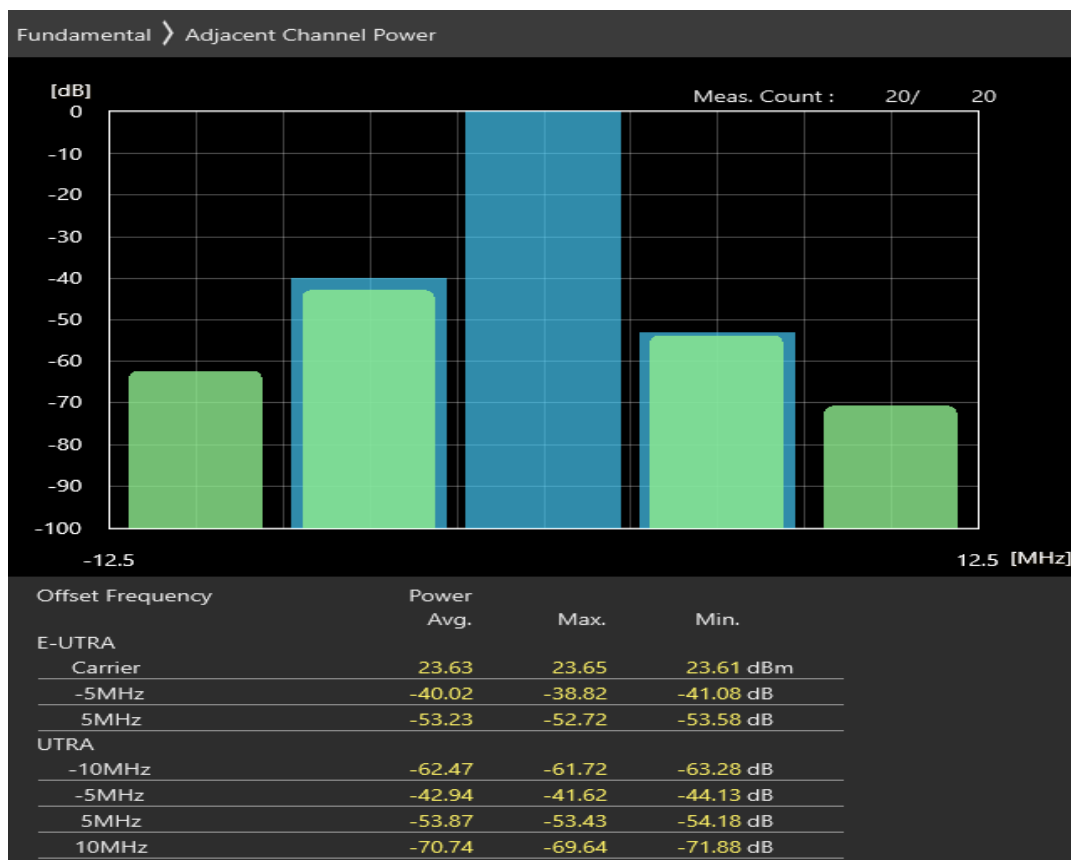 Fundamental ❯ Adjacent Channel Power
[dB]
Meas. Count : 20/ 20
0
-10
-20
-30
-40
-50
-60
-70
-80
-90
-100
-12.5 12.5 [MHz]
Offset Frequency Power
Avg. Max. Min.
E-UTRA
Carrier 23.63 23.65 23.61 dBm
-5MHz -40.02 -38.82 -41.08 dB
5MHz -53.23 -52.72 -53.58 dB
UTRA
-10MHz -62.47 -61.72 -63.28 dB
-5MHz -42.94 -41.62 -44.13 dB
5MHz -53.87 -53.43 -54.18 dB
10MHz -70.74 -69.64 -71.88 dB